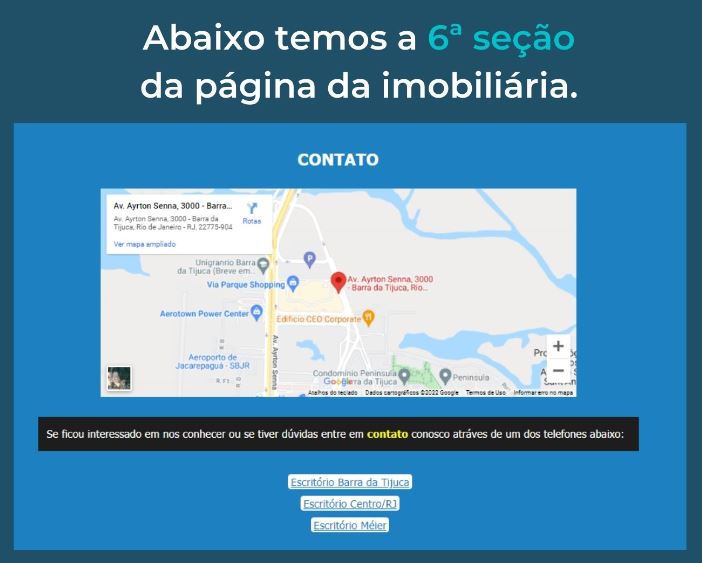 Abaixo temos a 6ª seção
da página da imobiliária.
CONTATO
Av. Ayrton Senna, 3000 - Barra...
Av. Ayrton Senna, 3000 - Barra da
Tijuca, Rio de Janeiro - RJ, 22775-904
Rotas
Ver mapa ampliado
Unigranrio Barra
da Tijuca (Breve em...
P
Via Parque Shopping
Av. Ayrton Senna, 3000
- Barra da Tijuca, Rio...
Aerotown Power Center
Edifício CEO Corporate
Av. Ayrton Senna
Aeroporto de
Jacarepaguá - SBJR
Condomínio Península
Google
rra da Tijuca
Península
Atalhos do teclado
Dados cartográficos ©2022 Google
Termos de Uso
Informar erro no mapa
Se ficou interessado em nos conhecer ou se tiver dúvidas entre em contato conosco atráves de um dos telefones abaixo:
Escritório Barra da Tijuca
Escritório Centro/RJ
Escritório Méier